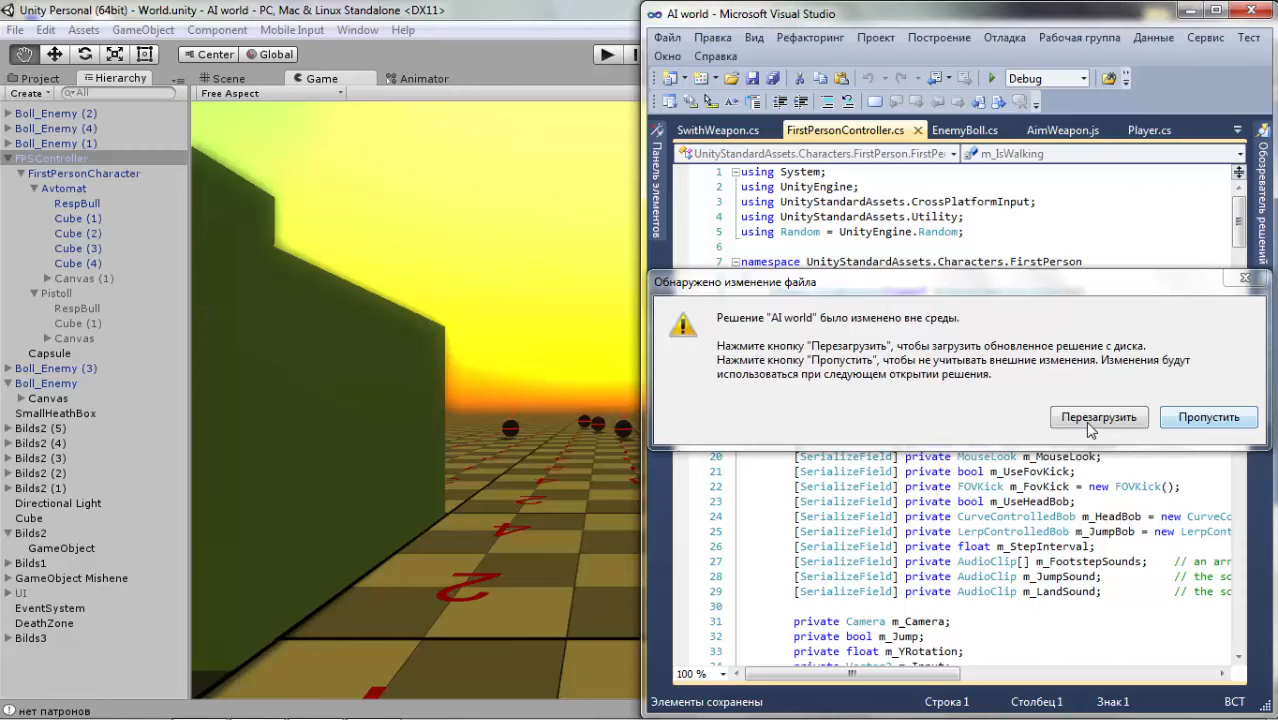 Unity Personal (64bit) - World.unity - AI world - PC, Mac & Linux Standalone <DX11>
File Edit Assets GameObject Component Mobile Input Window Help
Center Global
Project Hierarchy
Create All
Boll_Enemy (2)
Boll_Enemy (4)
Boll_Enemy (1)
FPSController
FirstPersonCharacter
Automat
RespBull
Cube (1)
Cube (2)
Cube (3)
Cube (4)
Canvas (1)
Pistoll
RespBull
Cube (1)
Canvas
Capsule
Boll_Enemy (3)
Boll_Enemy
Canvas
SmallHeathBox
Bilds2 (5)
Bilds2 (4)
Bilds2 (3)
Bilds2 (2)
Bilds2 (1)
Directional Light
Cube
Bilds2
GameObject
Bilds1
GameObject Mishene
UI
EventSystem
DeathZone
Bilds3
нет патронов
Scene Game Animator
Free Aspect
AI world - Microsoft Visual Studio
Файл Правка Вид Рефакторинг Проект Построение Отладка Рабочая группа Данные Сервис Тест
Окно Справка
Debug
SwithWeapon.cs FirstPersonController.cs EnemyBoll.cs AimWeapon.js Player.cs
UnityStandardAssets.Characters.FirstPerson.FirstPe m_IsWalking
Панель элементов
Обозреватель решений
1 using System;
2 using UnityEngine;
3 using UnityStandardAssets.CrossPlatformInput;
4 using UnityStandardAssets.Utility;
5 using Random = UnityEngine.Random;
6
7 namespace UnityStandardAssets.Characters.FirstPerson
Обнаружено изменение файла
Решение "AI world" было изменено вне среды.
Нажмите кнопку "Перезагрузить", чтобы загрузить обновленное решение с диска.
Нажмите кнопку "Пропустить", чтобы не учитывать внешние изменения. Изменения будут
использоваться при следующем открытии решения.
Перезагрузить Пропустить
20 [SerializeField] private MouseLook m_MouseLook;
21 [SerializeField] private bool m_UseFovKick;
22 [SerializeField] private FOVKick m_FovKick = new FOVKick();
23 [SerializeField] private bool m_UseHeadBob;
24 [SerializeField] private CurveControlledBob m_HeadBob = new CurveCo
25 [SerializeField] private LerpControlledBob m_JumpBob = new LerpCont
26 [SerializeField] private float m_StepInterval;
27 [SerializeField] private AudioClip[] m_FootstepSounds; // an arr
28 [SerializeField] private AudioClip m_JumpSound; // the so
29 [SerializeField] private AudioClip m_LandSound; // the so
30
31 private Camera m_Camera;
32 private bool m_Jump;
33 private float m_YRotation;
100 %
Элементы сохранены Строка 1 Столбец 1 Знак 1 ВСТ